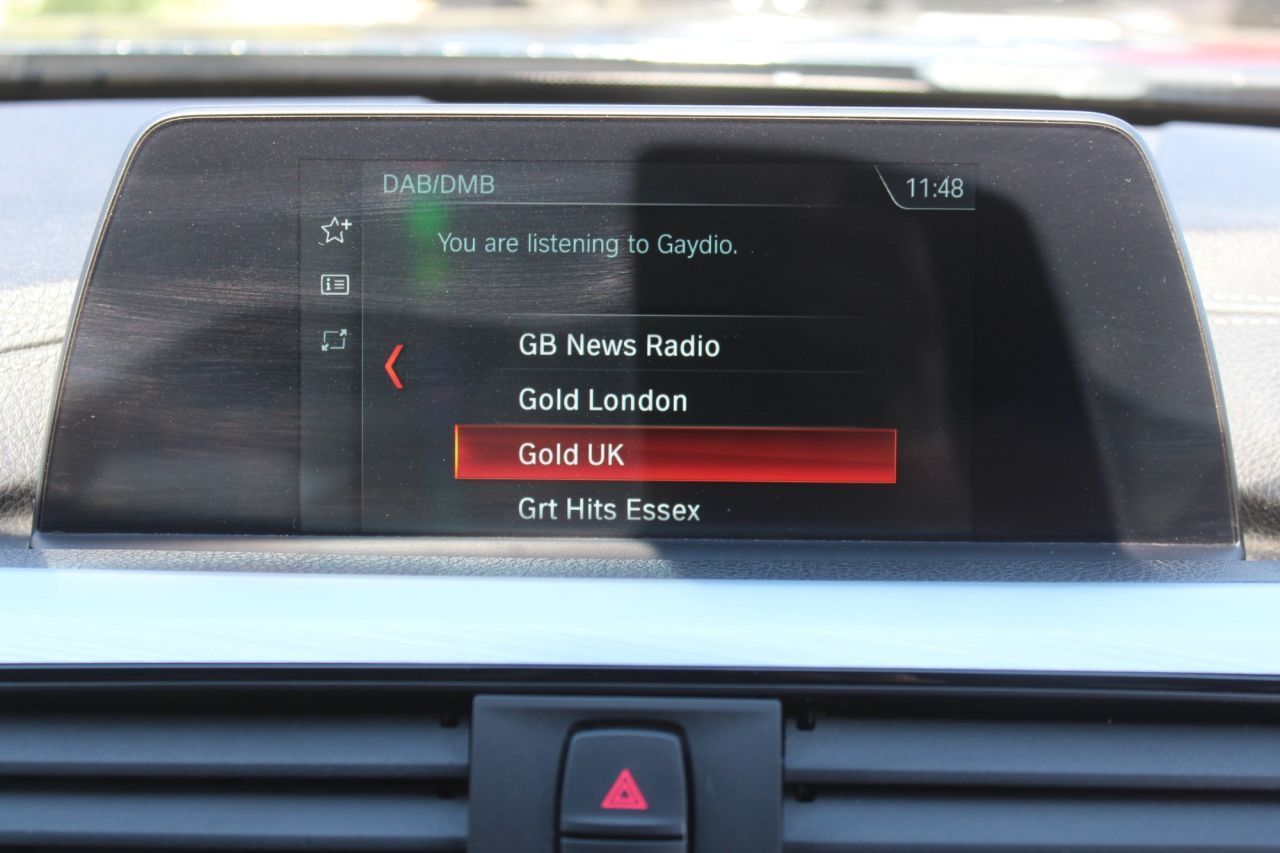 DAB/DMB
11:48
You are listening to Gaydio.
GB News Radio
Gold London
Gold UK
Grt Hits Essex